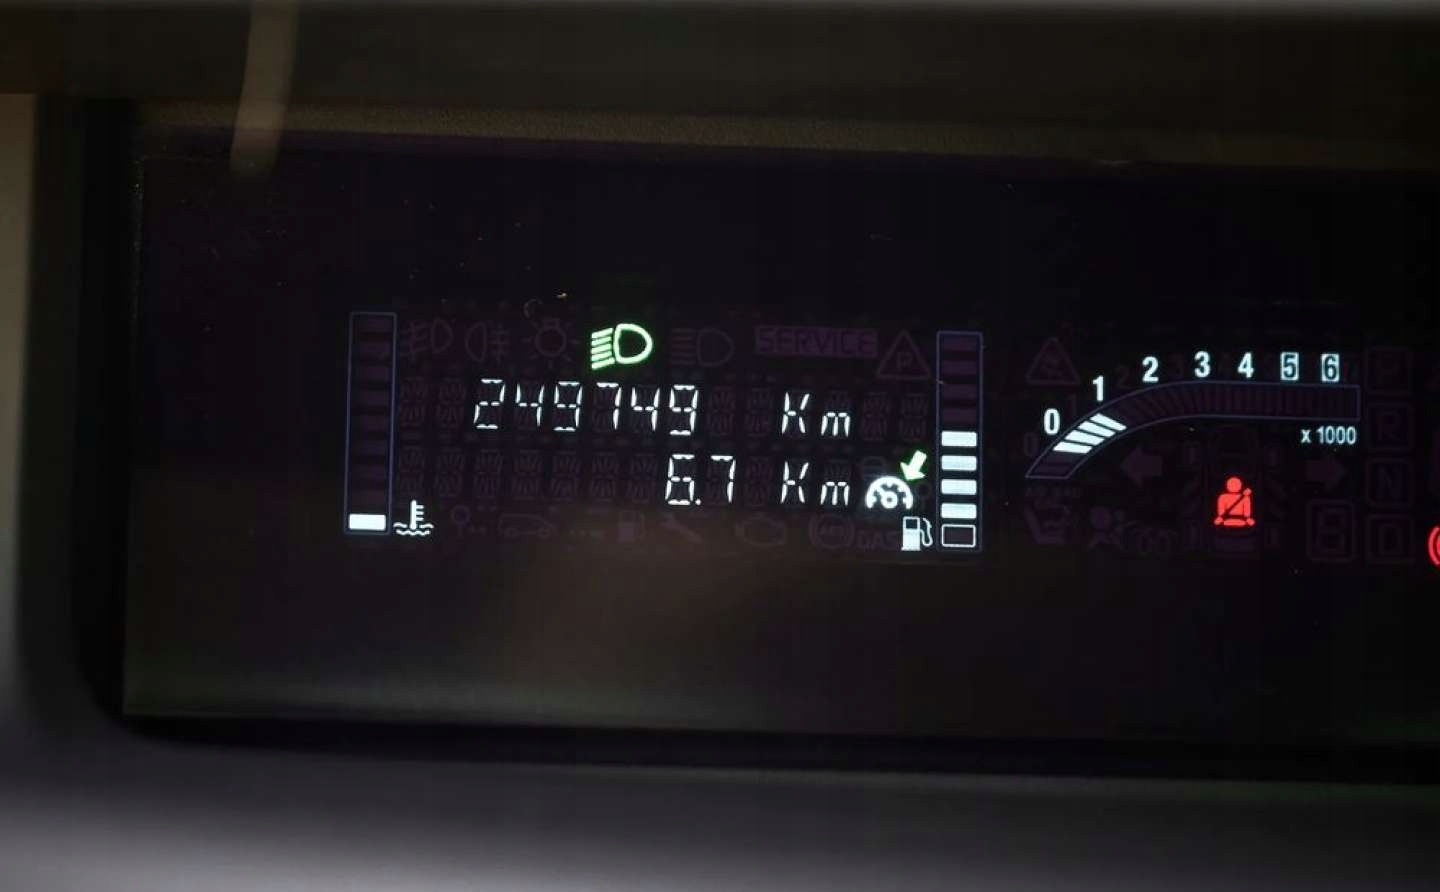 SERVICE
249749 Km
6.7 Km
0 1 2 3 4 5 6
x 1000
P
R
N